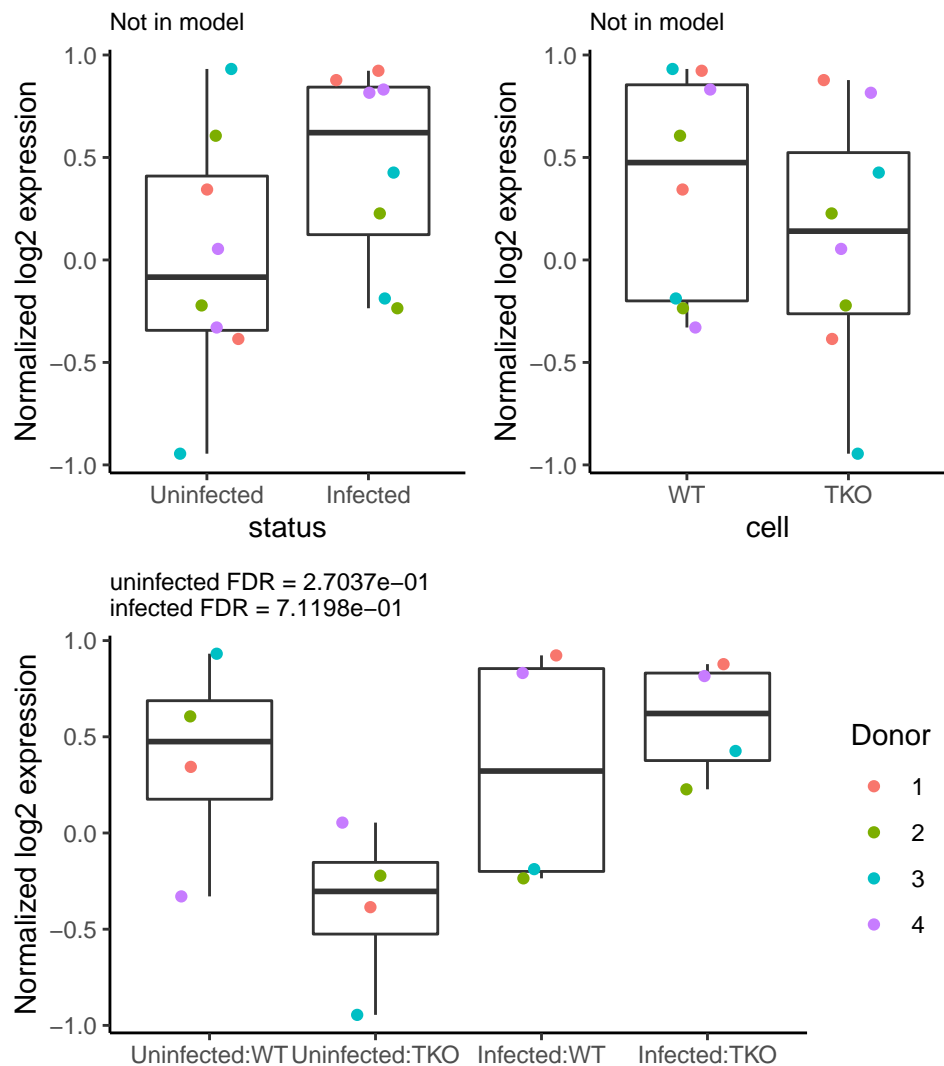 Not in model
Normalized log2 expression
1.0
0.5
0.0
−0.5
−1.0
Uninfected
Infected
status
Not in model
Normalized log2 expression
1.0
0.5
0.0
−0.5
−1.0
WT
TKO
cell
uninfected FDR = 2.7037e−01
infected FDR = 7.1198e−01
Normalized log2 expression
1.0
0.5
0.0
−0.5
−1.0
Uninfected:WT
Uninfected:TKO
Infected:WT
Infected:TKO
Donor
1
2
3
4